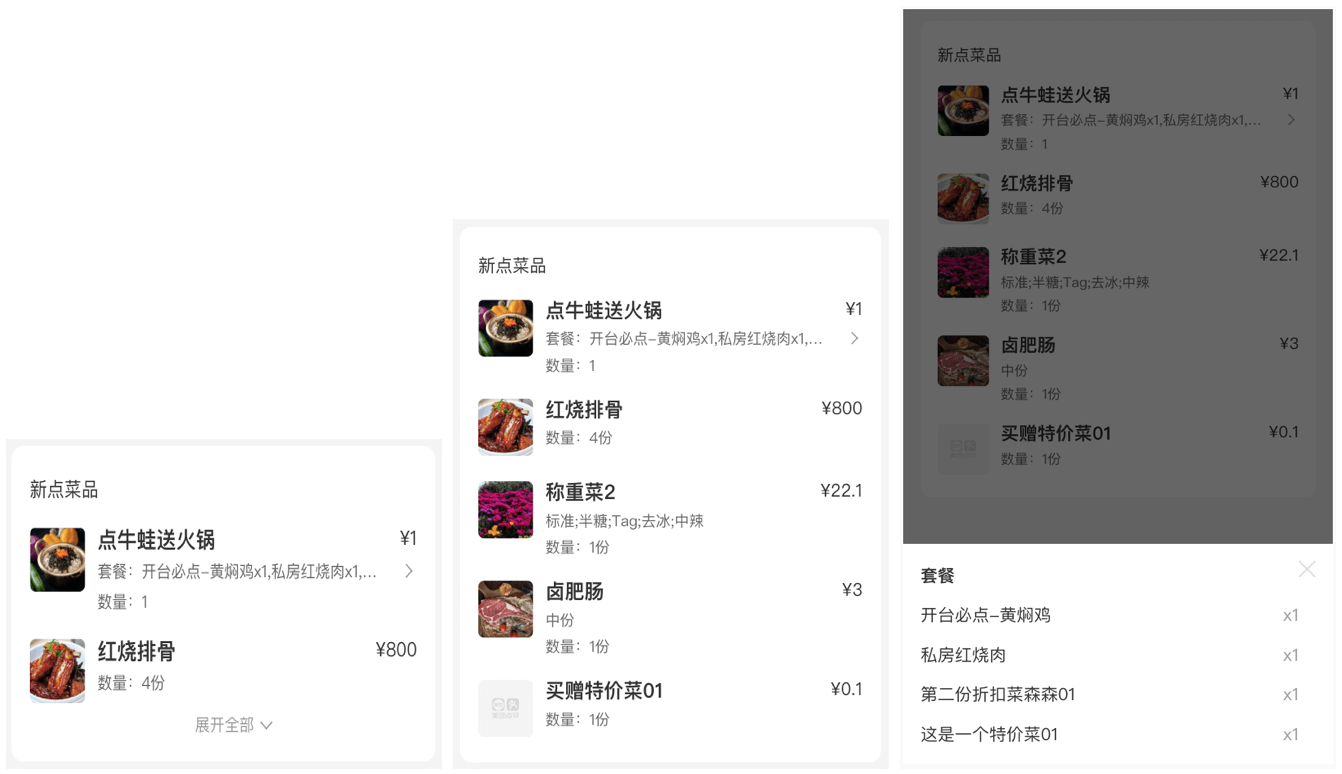 新点菜品
点牛蛙送火锅 ¥1
套餐：开台必点-黄焖鸡x1,私房红烧肉x1,...
数量：1
红烧排骨 ¥800
数量：4份
展开全部
新点菜品
点牛蛙送火锅 ¥1
套餐：开台必点-黄焖鸡x1,私房红烧肉x1,...
数量：1
红烧排骨 ¥800
数量：4份
称重菜2 ¥22.1
标准;半糖;Tag;去冰;中辣
数量：1份
卤肥肠 ¥3
中份
数量：1份
买赠特价菜01 ¥0.1
数量：1份
新点菜品
点牛蛙送火锅 ¥1
套餐：开台必点-黄焖鸡x1,私房红烧肉x1,...
数量：1
红烧排骨 ¥800
数量：4份
称重菜2 ¥22.1
标准;半糖;Tag;去冰;中辣
数量：1份
卤肥肠 ¥3
中份
数量：1份
买赠特价菜01 ¥0.1
数量：1份
套餐
开台必点-黄焖鸡 x1
私房红烧肉 x1
第二份折扣菜森森01 x1
这是一个特价菜01 x1